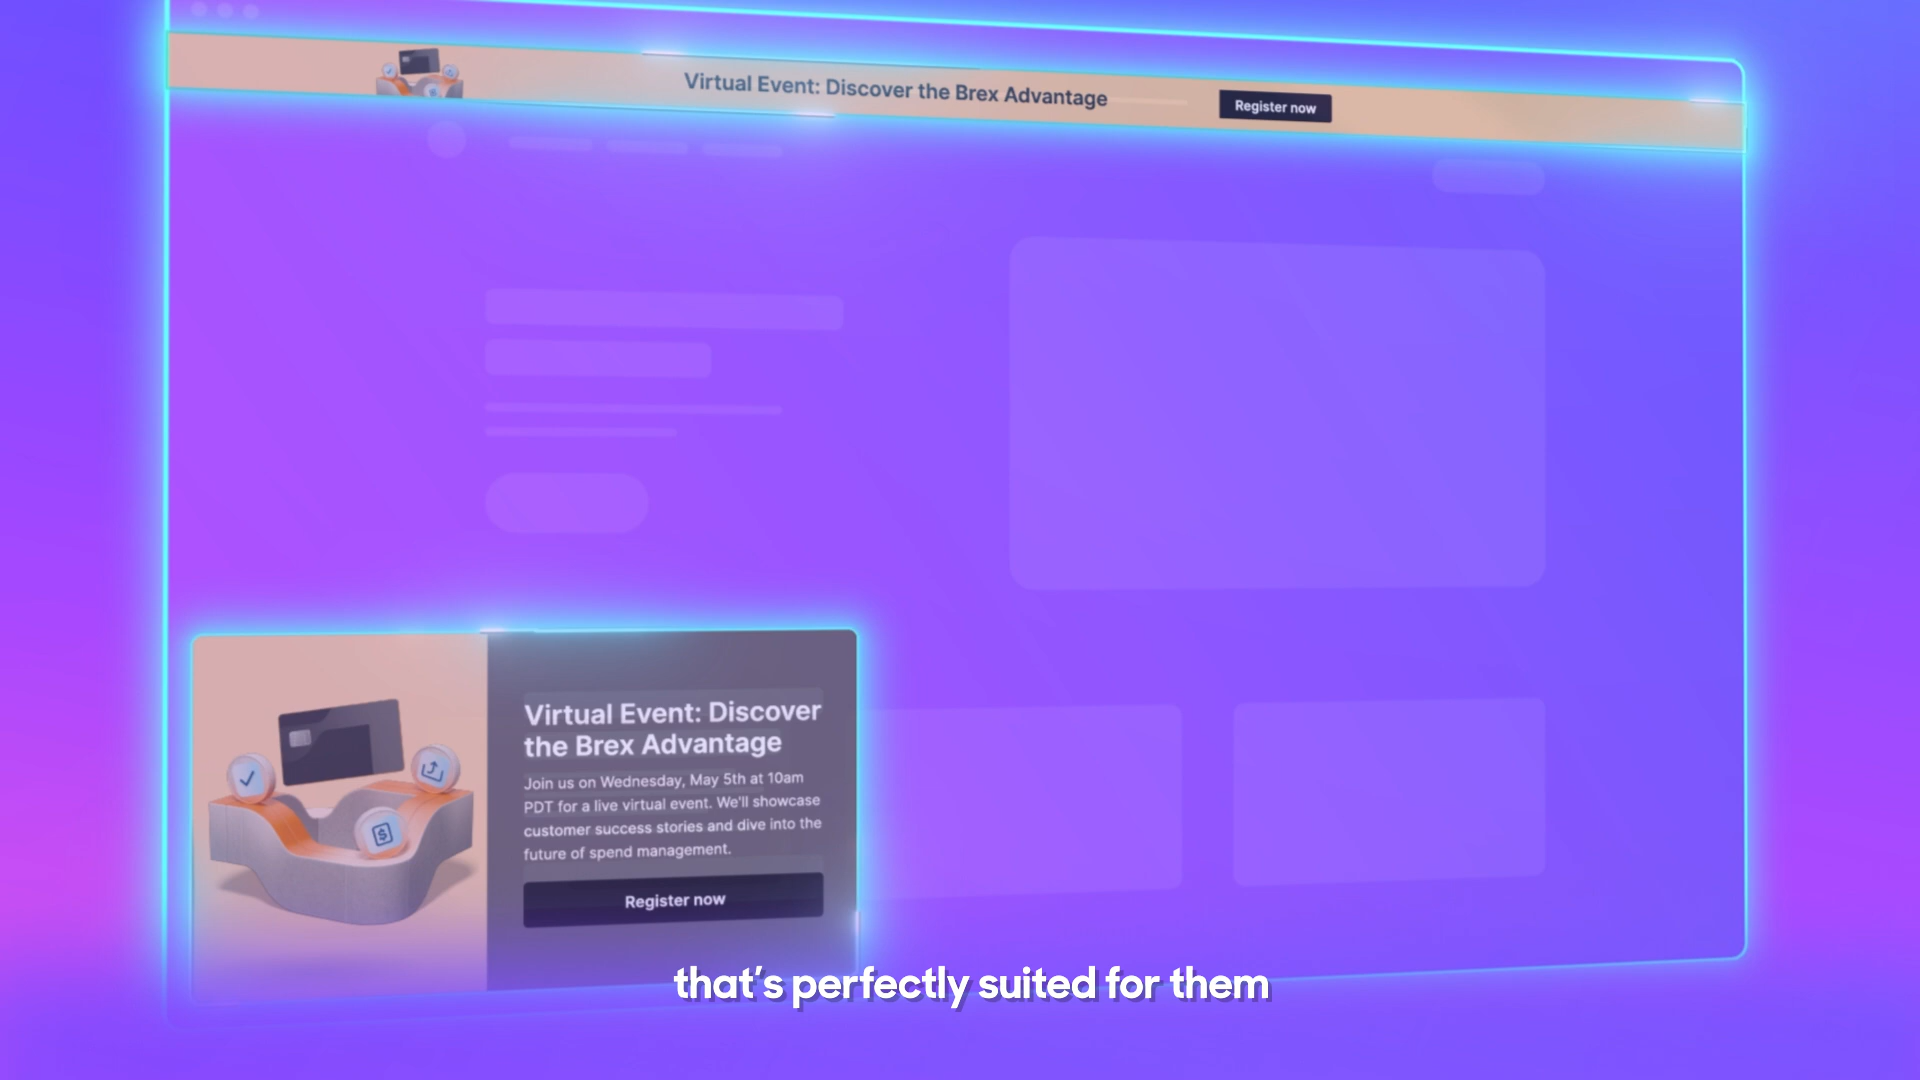 Virtual Event: Discover the Brex Advantage
Register now
Virtual Event: Discover
the Brex Advantage
Join us on Wednesday, May 5th at 10am
PDT for a live virtual event. We'll showcase
customer success stories and dive into the
future of spend management.
Register now
that's perfectly suited for them